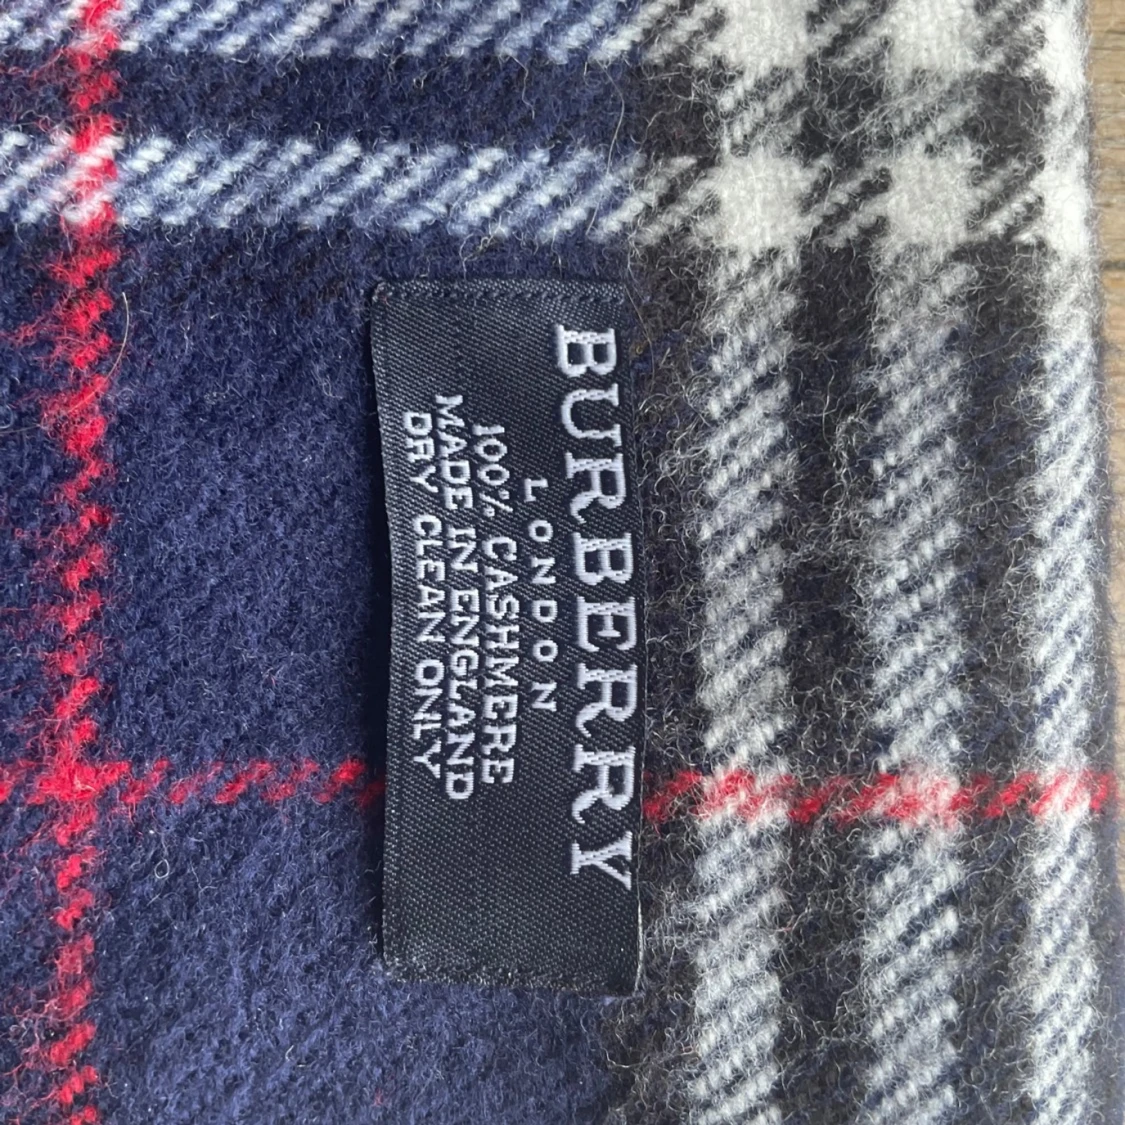 BURBERRY
LONDON
100% CASHMERE
MADE IN ENGLAND
DRY CLEAN ONLY